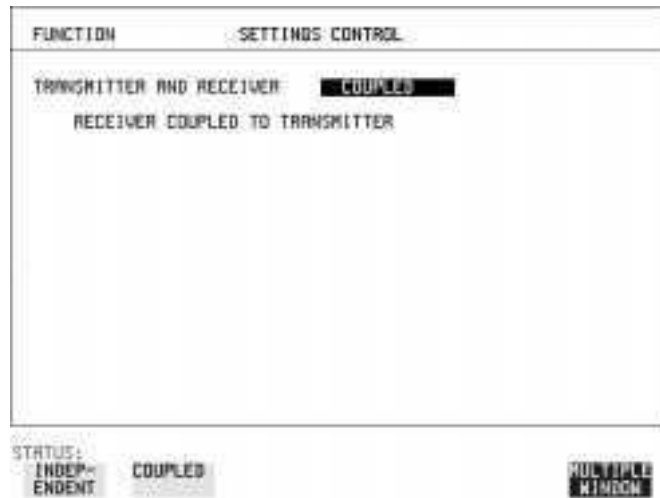 FUNCTION SETTINGS CONTROL
TRANSMITTER AND RECEIVER COUPLED
RECEIVER COUPLED TO TRANSMITTER
STATUS:
INDEP-
ENDENT
COUPLED
MULTIPLE
WINDOW